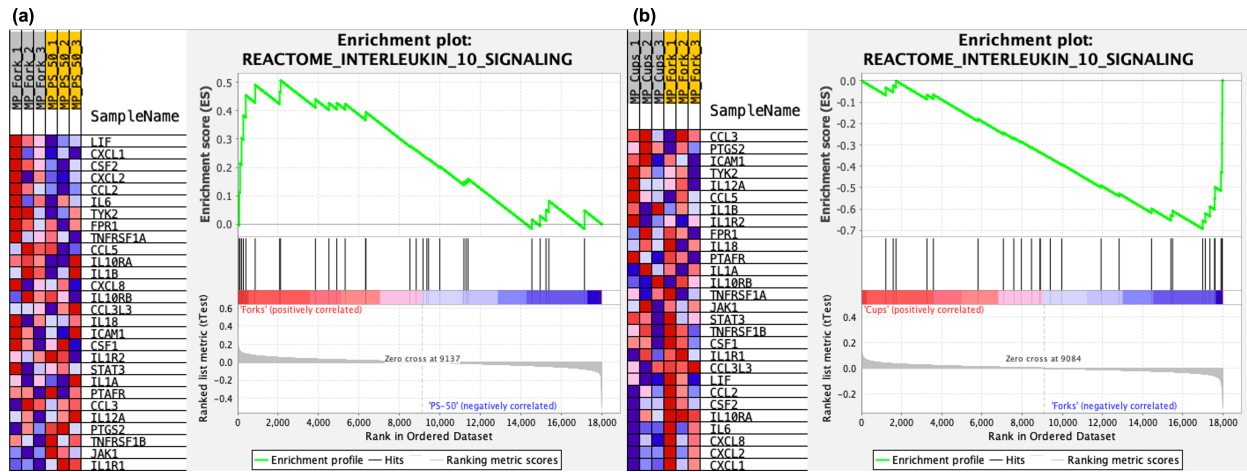 (a)
MP_Fork_1
MP_Fork_2
MP_Fork_3
MP_PS-50_1
MP_PS-50_2
MP_PS-50_3
SampleName
LIF
CXCL1
CSF2
CXCL2
CCL2
IL6
TYK2
FPR1
TNFRSF1A
CCL5
IL10RA
IL1B
CXCL8
IL10RB
CCL3L3
IL18
ICAM1
CSF1
IL1R2
STAT3
IL1A
PTAFR
CCL3
IL12A
PTGS2
TNFRSF1B
JAK1
IL1R1
Enrichment plot:
REACTOME_INTERLEUKIN_10_SIGNALING
Enrichment score (ES)
0.5
0.4
0.3
0.2
0.1
0.0
'Forks' (positively correlated)
Ranked list metric (tTest)
0.6
0.4
0.2
0.0
-0.2
-0.4
Zero cross at 9137
'PS-50' (negatively correlated)
0 2,000 4,000 6,000 8,000 10,000 12,000 14,000 16,000 18,000
Rank in Ordered Dataset
Enrichment profile Hits Ranking metric scores
(b)
MP_Cups_1
MP_Cups_2
MP_Cups_3
MP_Fork_1
MP_Fork_2
MP_Fork_3
SampleName
CCL3
PTGS2
ICAM1
TYK2
IL12A
CCL5
IL1B
IL1R2
FPR1
IL18
PTAFR
IL1A
IL10RB
TNFRSF1A
JAK1
STAT3
TNFRSF1B
CSF1
IL1R1
CCL3L3
LIF
CCL2
CSF2
IL10RA
IL6
CXCL8
CXCL2
CXCL1
Enrichment plot:
REACTOME_INTERLEUKIN_10_SIGNALING
Enrichment score (ES)
0.0
-0.1
-0.2
-0.3
-0.4
-0.5
-0.6
-0.7
'Cups' (positively correlated)
Ranked list metric (tTest)
0.4
0.2
0.0
-0.2
Zero cross at 9084
'Forks' (negatively correlated)
0 2,000 4,000 6,000 8,000 10,000 12,000 14,000 16,000 18,000
Rank in Ordered Dataset
Enrichment profile Hits Ranking metric scores